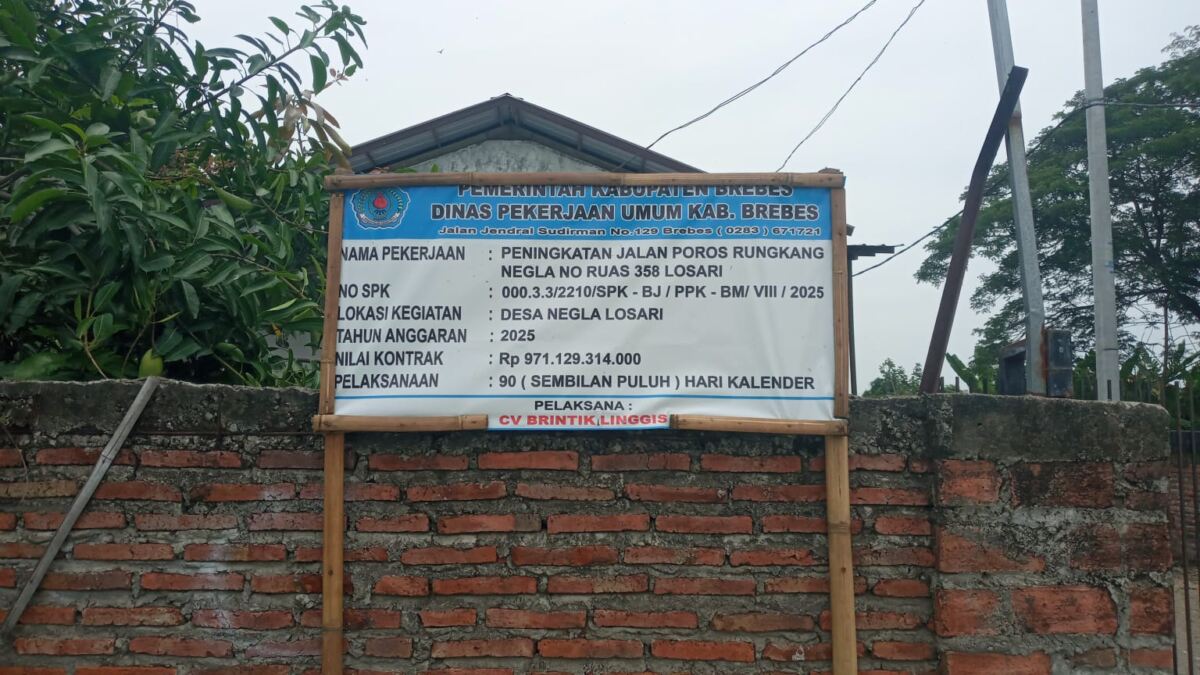 PEMERINTAH KABUPATEN BREBES
DINAS PEKERJAAN UMUM KAB. BREBES
Jalan Jendral Sudirman No.129 Brebes ( 0283 ) 671721
NAMA PEKERJAAN : PENINGKATAN JALAN POROS RUNGKANG
NEGLA NO RUAS 358 LOSARI
NO SPK : 000.3.3/2210/SPK - BJ / PPK - BM/ VIII / 2025
LOKASI KEGIATAN : DESA NEGLA LOSARI
TAHUN ANGGARAN : 2025
NILAI KONTRAK : Rp 971.129.314.000
PELAKSANAAN : 90 ( SEMBILAN PULUH ) HARI KALENDER
PELAKSANA :
CV BRINTIK LINGGIS